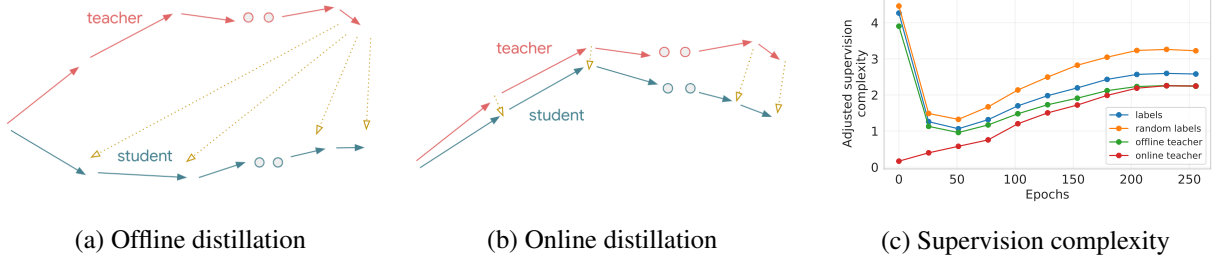 teacher
student
(a) Offline distillation
teacher
student
(b) Online distillation
Adjusted supervision
complexity
4
3
2
1
0
0
50
100
150
200
250
Epochs
labels
random labels
offline teacher
online teacher
(c) Supervision complexity